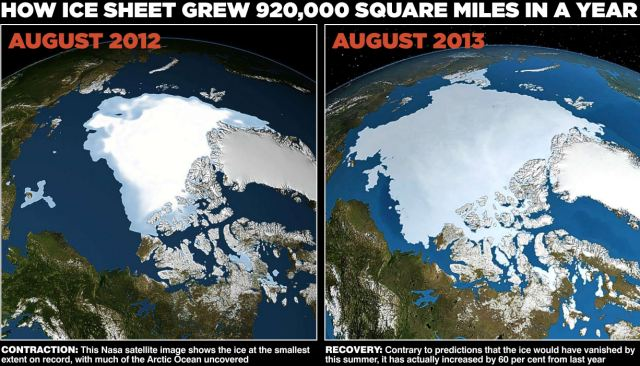 HOW ICE SHEET GREW 920,000 SQUARE MILES IN A YEAR
AUGUST 2012
AUGUST 2013
CONTRACTION: This Nasa satellite image shows the ice at the smallest
extent on record, with much of the Arctic Ocean uncovered
RECOVERY: Contrary to predictions that the ice would have vanished by
this summer, it has actually increased by 60 per cent from last year